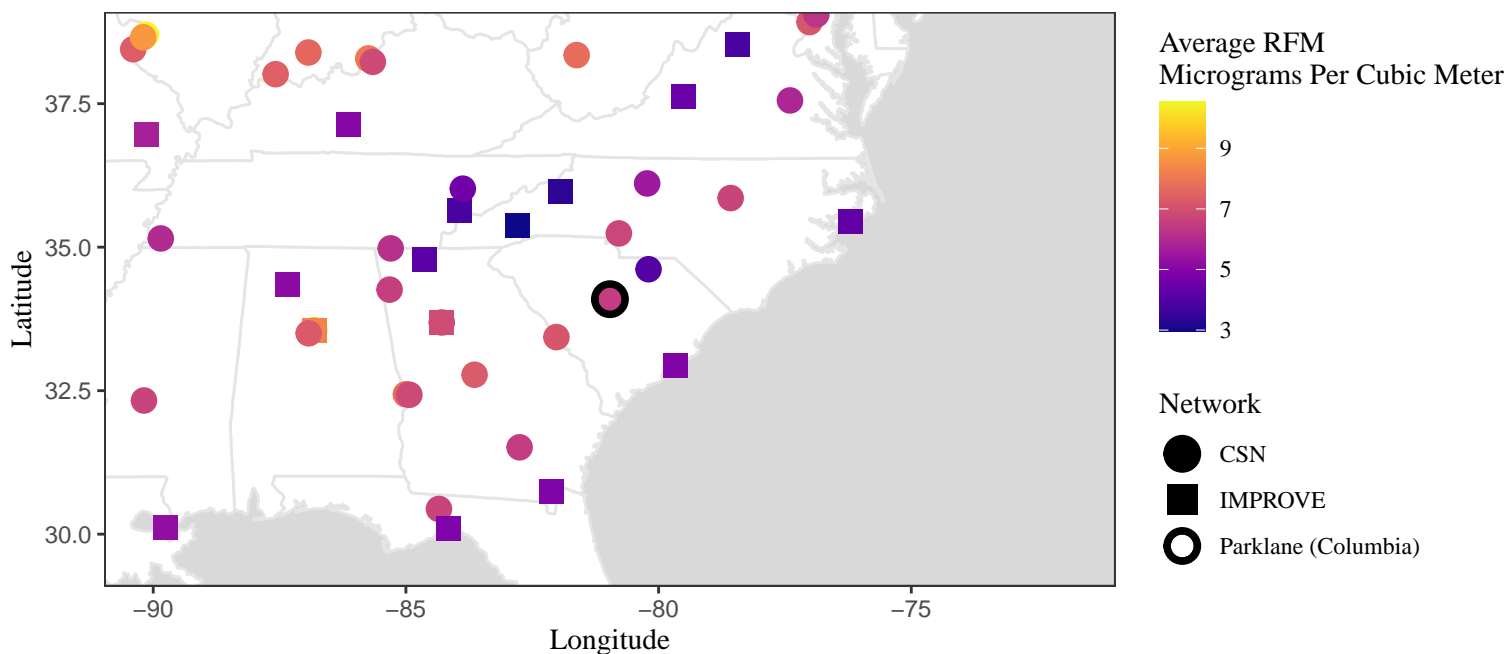 Average RFM
Micrograms Per Cubic Meter
9
7
5
3
Network
CSN
IMPROVE
Parklane (Columbia)
Latitude
37.5
35.0
32.5
30.0
−90
−85
−80
−75
Longitude